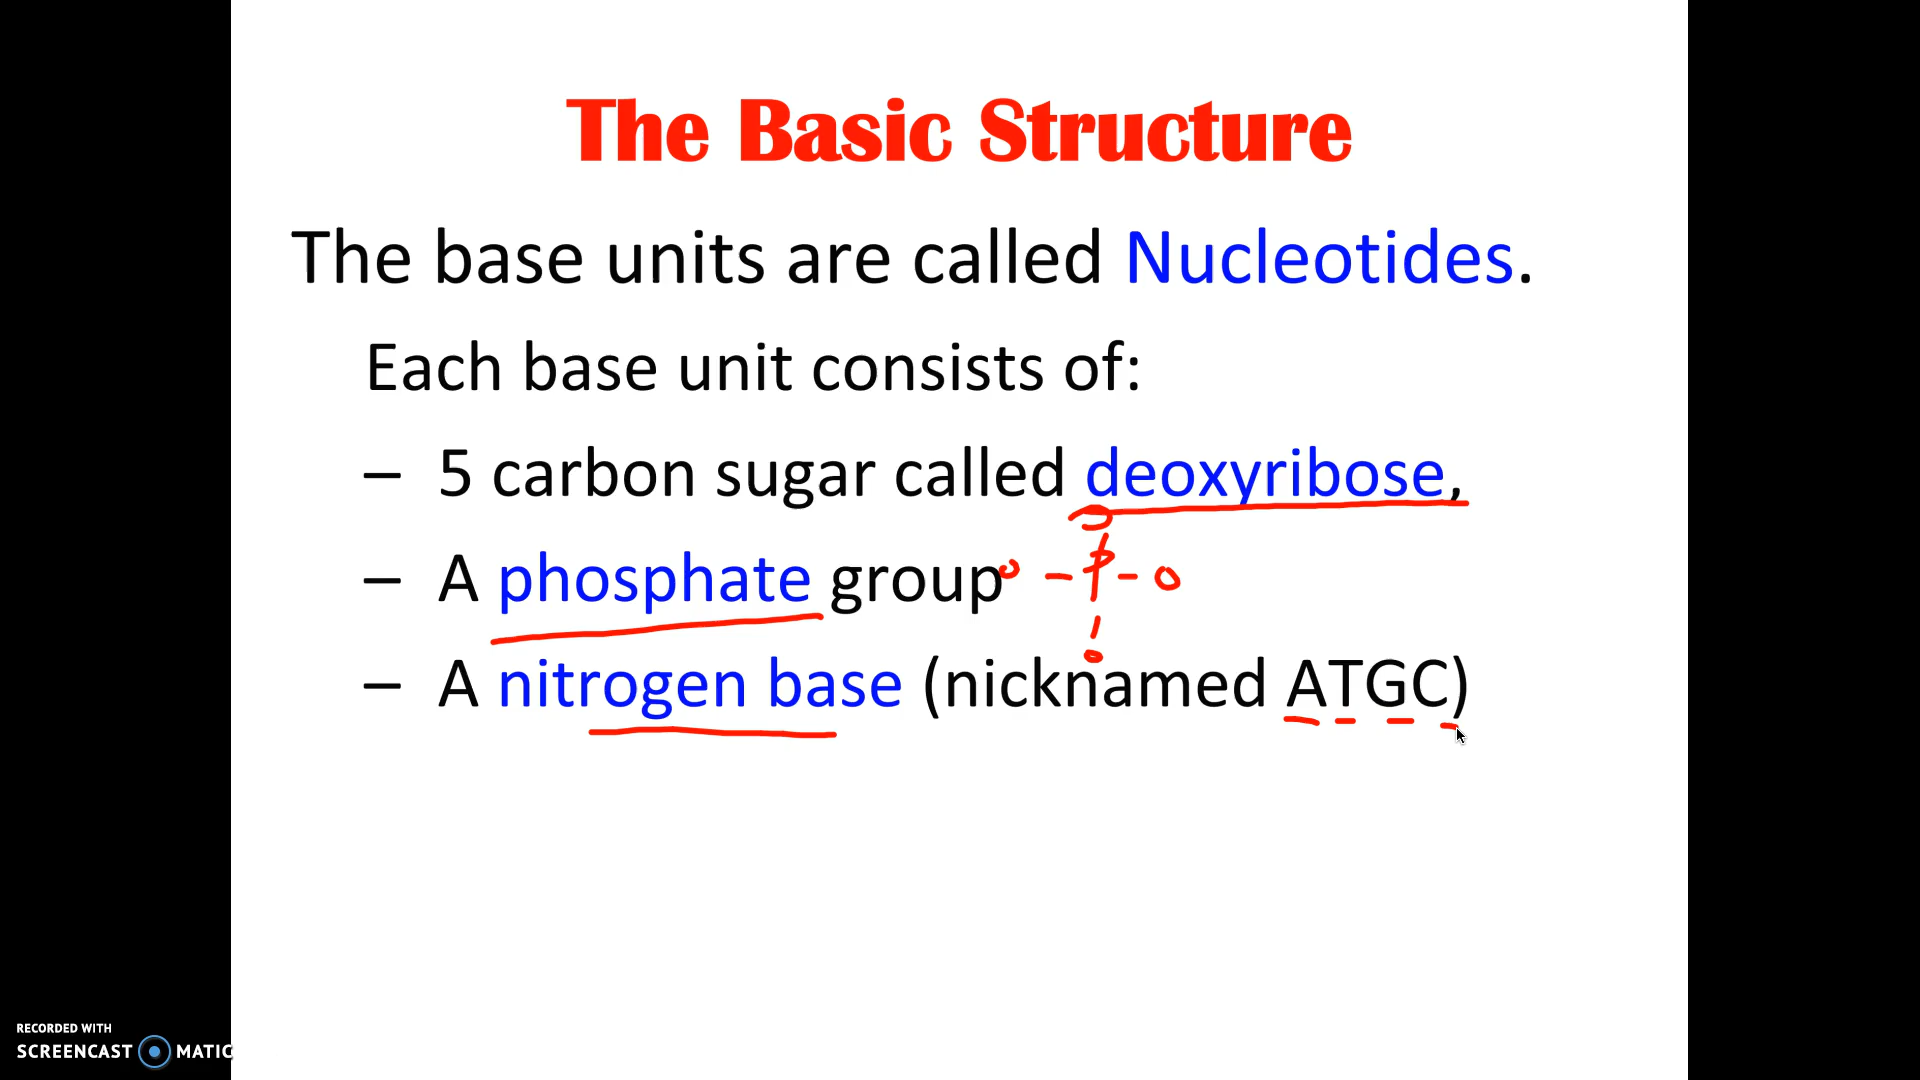 The Basic Structure
The base units are called Nucleotides.
Each base unit consists of:
– 5 carbon sugar called deoxyribose,
O
– A phosphate group O - P - O
O
– A nitrogen base (nicknamed ATGC)
RECORDED WITH
SCREENCAST MATIC